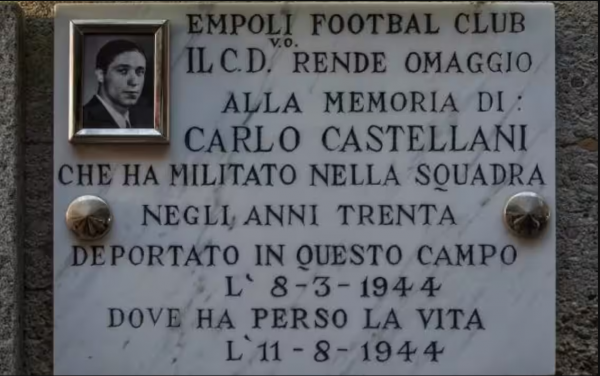 EMPOLI FOOTBAL CLUB
v.o.
IL C.D. RENDE OMAGGIO
ALLA MEMORIA DI:
CARLO CASTELLANI
CHE HA MILITATO NELLA SQUADRA
NEGLI ANNI TRENTA
DEPORTATO IN QUESTO CAMPO
L` 8-3-1944
DOVE HA PERSO LA VITA
L`11-8-1944